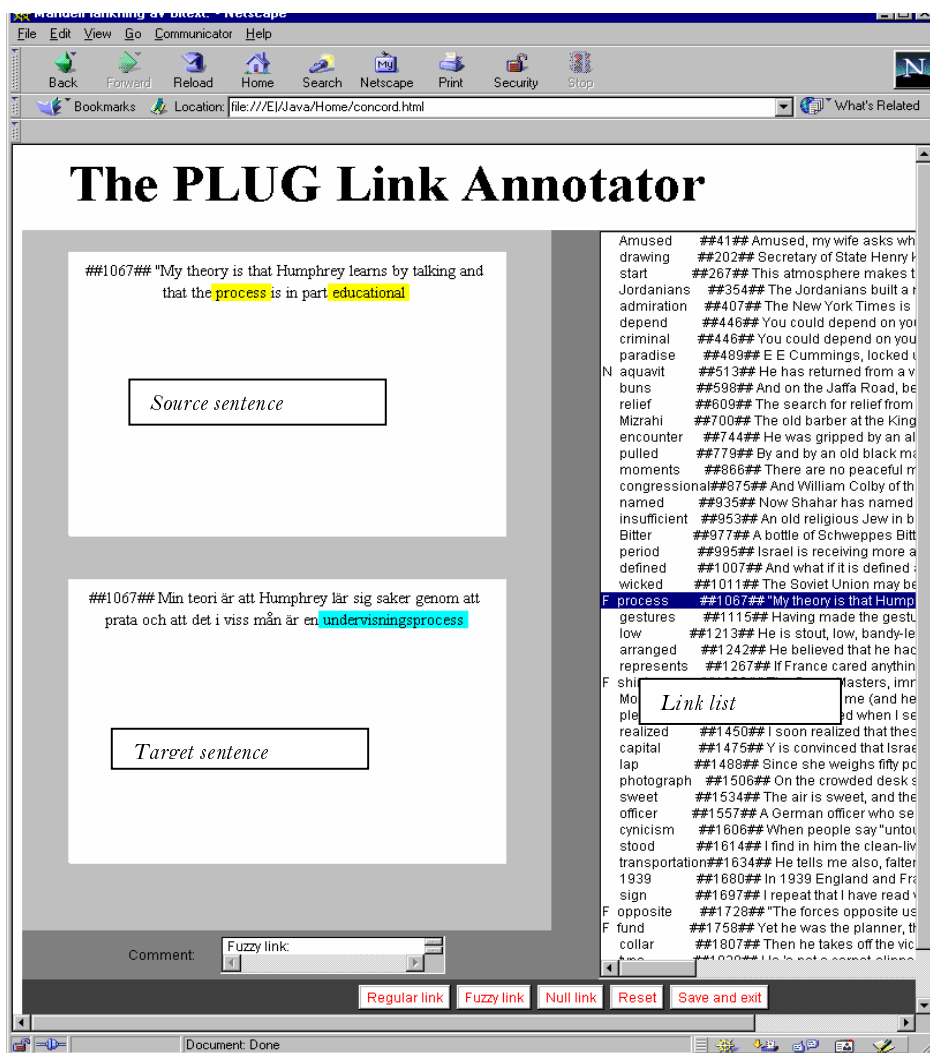 Manuell länkning av bitext. - Netscape
File Edit View Go Communicator Help
Back Forward Reload Home Search Netscape Print Security Stop
Bookmarks Location: file:///E|/Java/Home/concord.html What's Related
The PLUG Link Annotator
##1067## "My theory is that Humphrey learns by talking and
that the process is in part educational
Source sentence
##1067## Min teori är att Humphrey lär sig saker genom att
prata och att det i viss mån är en undervisningsprocess
Target sentence
Amused ##41## Amused, my wife asks wh
drawing ##202## Secretary of State Henry
start ##267## This atmosphere makes t
Jordanians ##354## The Jordanians built a
admiration ##407## The New York Times is
depend ##446## You could depend on you
criminal ##446## You could depend on you
paradise ##489## E E Cummings, locked
N aquavit ##513## He has returned from a v
buns ##598## And on the Jaffa Road, be
relief ##609## The search for relief from
Mizrahi ##700## The old barber at the King
encounter ##744## He was gripped by an al
pulled ##779## By and by an old black ma
moments ##866## There are no peaceful m
congressional##875## And William Colby of th
named ##935## Now Shahar has named
insufficient ##953## An old religious Jew in b
Bitter ##977## A bottle of Schweppes Bitt
period ##995## Israel is receiving more a
defined ##1007## And what if it is defined
wicked ##1011## The Soviet Union may be
F process ##1067## "My theory is that Hump
gestures ##1115## Having made the gestu
low ##1213## He is stout, low, bandy-le
arranged ##1242## He believed that he had
represents ##1267## If France cared anythin
F shi Masters, imr
Mo me (and he
Link list
ple ed when I se
realized ##1450## I soon realized that thes
capital ##1475## Y is convinced that Israe
lap ##1488## Since she weighs fifty po
photograph ##1506## On the crowded desk s
sweet ##1534## The air is sweet, and the
officer ##1557## A German officer who se
cynicism ##1606## When people say "untou
stood ##1614## I find in him the clean-liv
transportation##1634## He tells me also, falter
1939 ##1680## In 1939 England and Fra
sign ##1697## I repeat that I have read
F opposite ##1728## "The forces opposite us
F fund ##1758## Yet he was the planner, th
collar ##1807## Then he takes off the vic
Comment: Fuzzy link:
Regular link Fuzzy link Null link Reset Save and exit
Document: Done